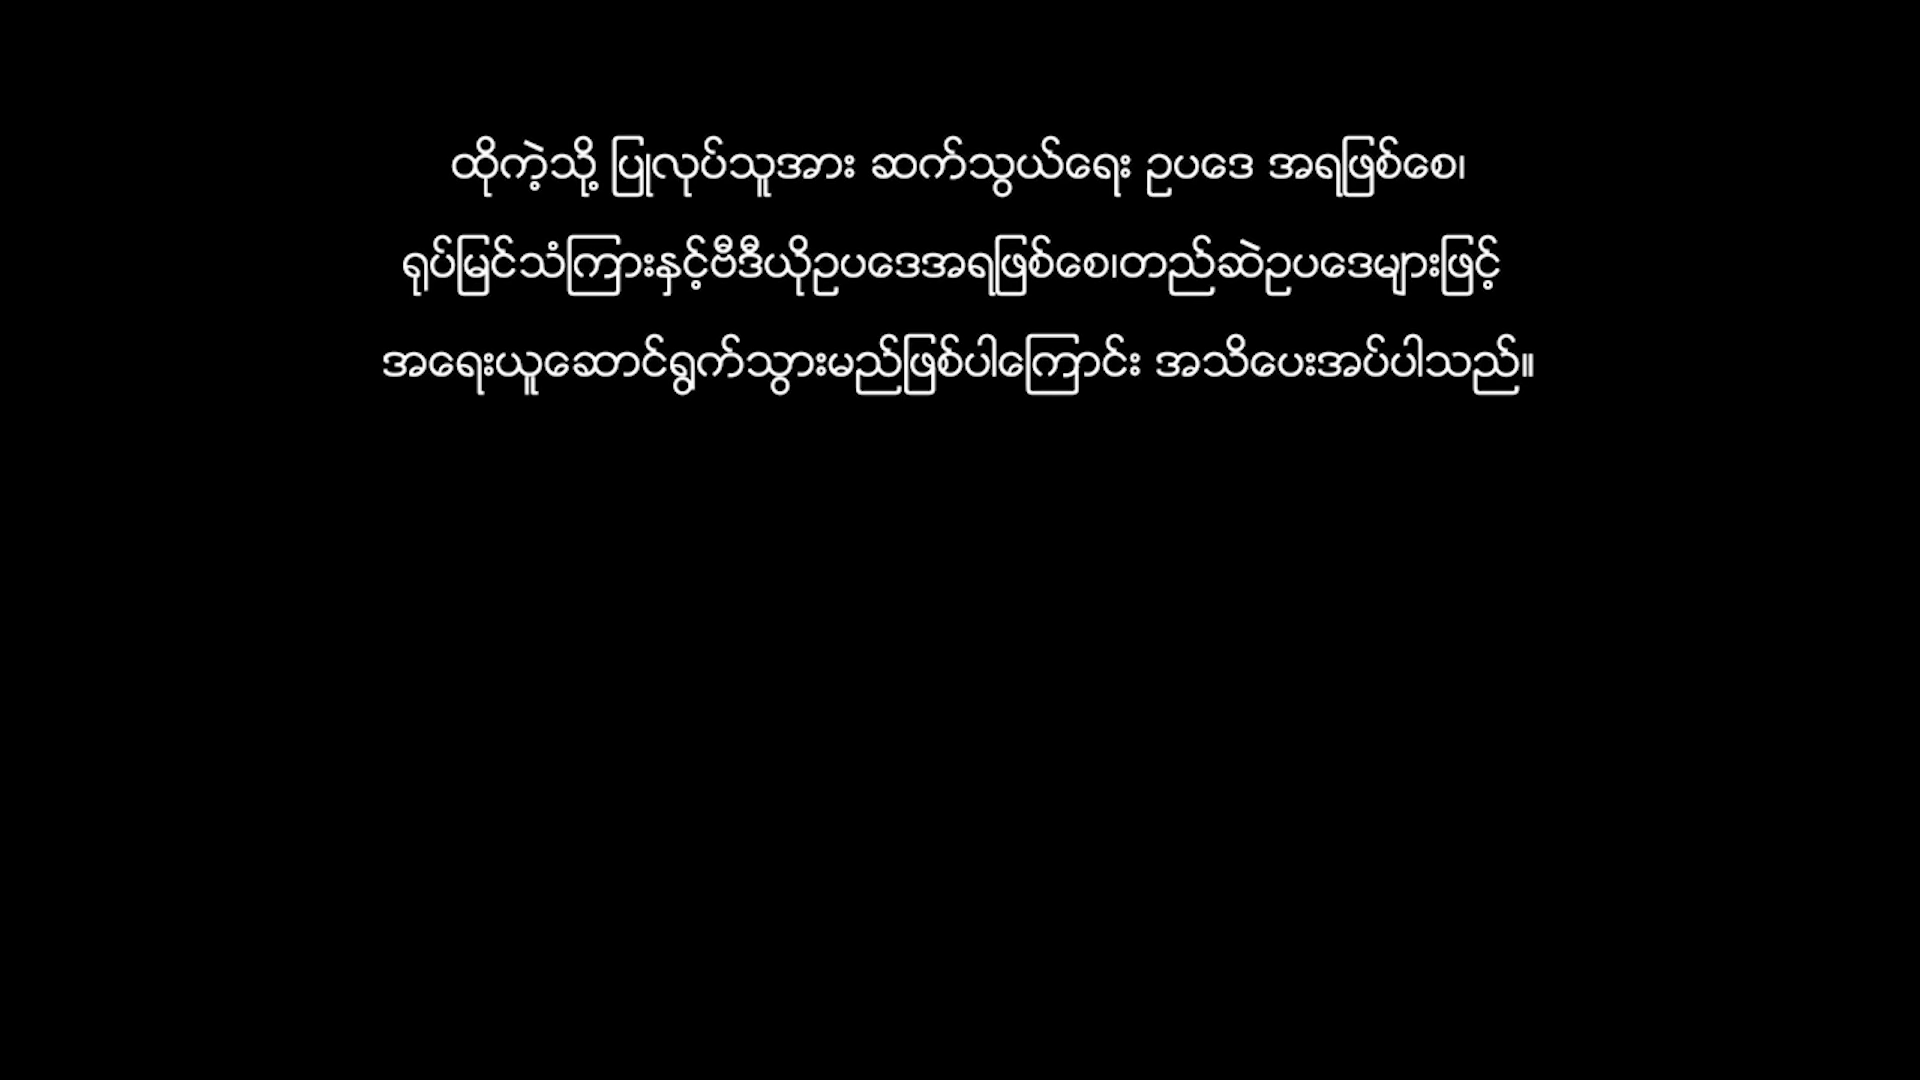 ထိုကဲ့သို့ ပြုလုပ်သူအား ဆက်သွယ်ရေး ဥပဒေ အရဖြစ်စေ၊
ရုပ်မြင်သံကြားနှင့်ဗီဒီယိုဥပဒေအရဖြစ်စေ၊တည်ဆဲဥပဒေများဖြင့်
အရေးယူဆောင်ရွက်သွားမည်ဖြစ်ပါကြောင်း အသိပေးအပ်ပါသည်။